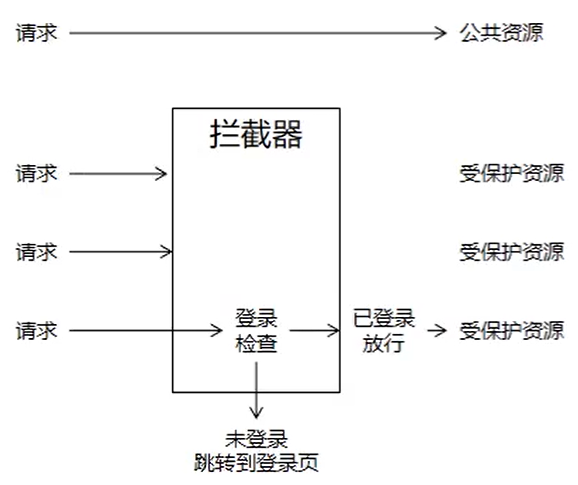 请求 公共资源
拦截器
请求 受保护资源
请求 受保护资源
请求 登录 检查 已登录 放行 受保护资源
未登录
跳转到登录页